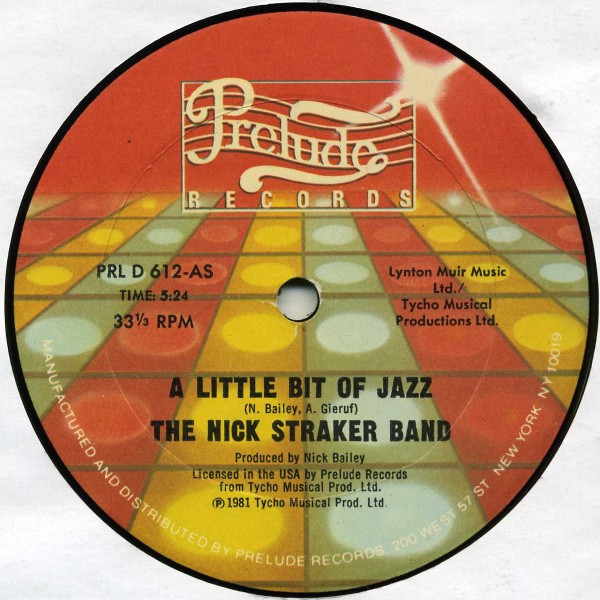 Prelude
RECORDS
PRL D 612-AS
TIME: 5:24
33⅓ RPM
Lynton Muir Music
Ltd./
Tycho Musical
Productions Ltd.
A LITTLE BIT OF JAZZ
(N. Bailey, A. Gieruf)
THE NICK STRAKER BAND
Produced by Nick Bailey
Licensed in the USA by Prelude Records
from Tycho Musical Prod. Ltd.
℗ 1981 Tycho Musical Prod. Ltd.
MANUFACTURED AND DISTRIBUTED BY PRELUDE RECORDS, 200 WEST 57 ST NEW YORK, NY 10019